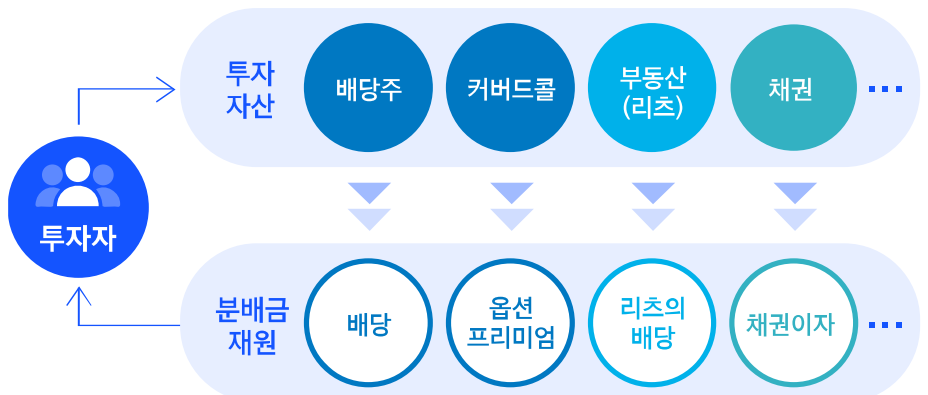 투자
자산
배당주
커버드콜
부동산
(리츠)
채권
투자자
분배금
재원
배당
옵션
프리미엄
리츠의
배당
채권이자